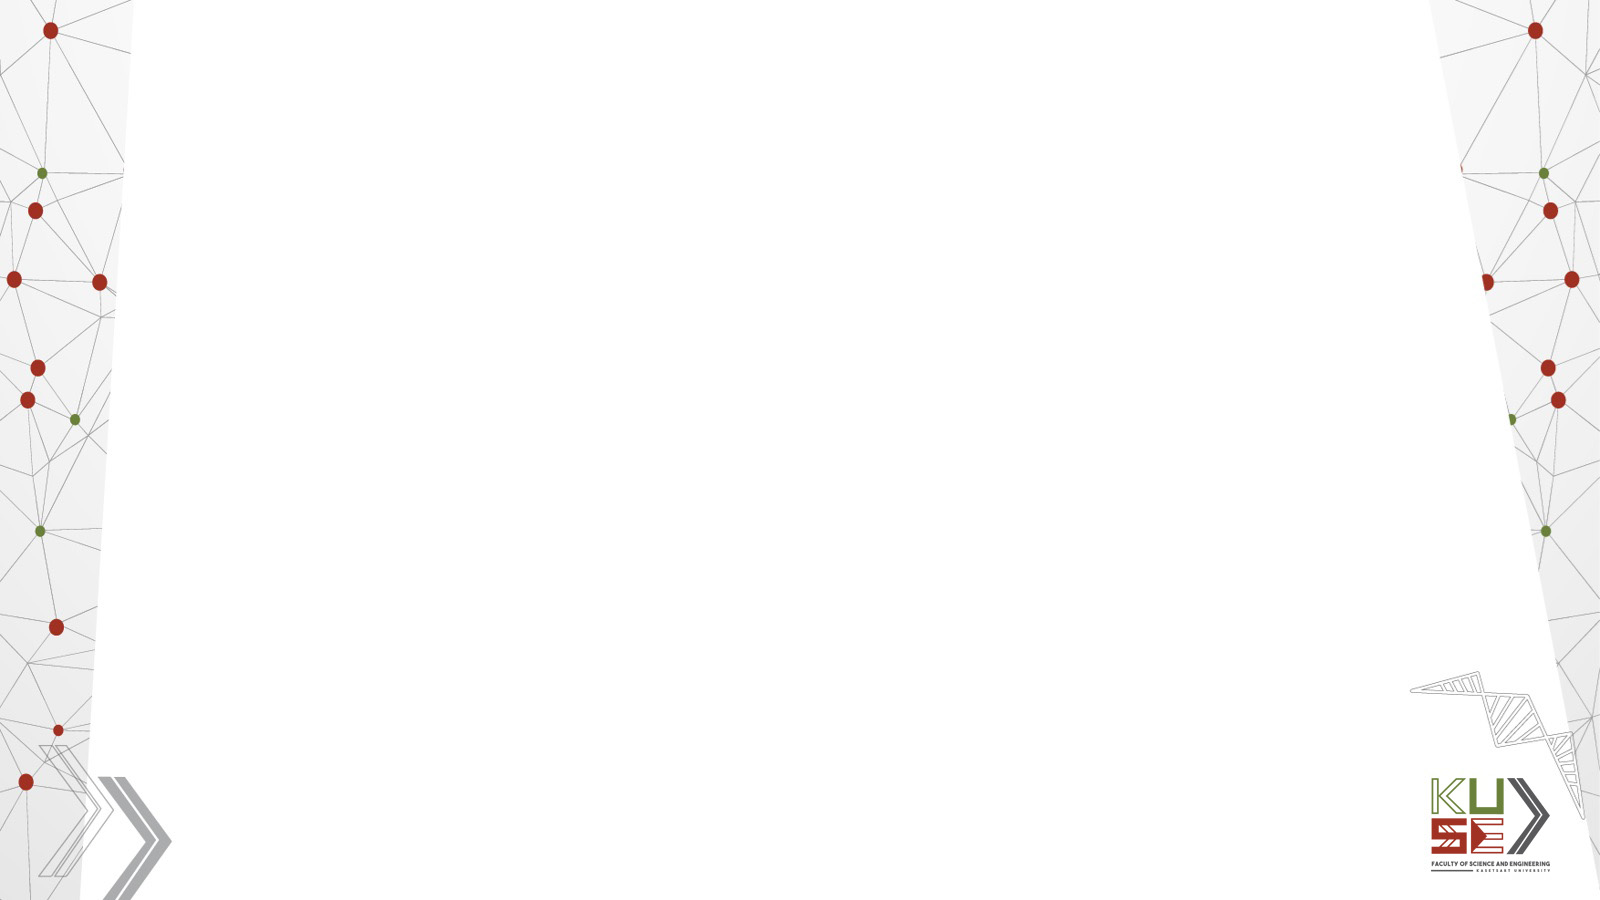 KU
SE
FACULTY OF SCIENCE AND ENGINEERING
KASETSART UNIVERSITY